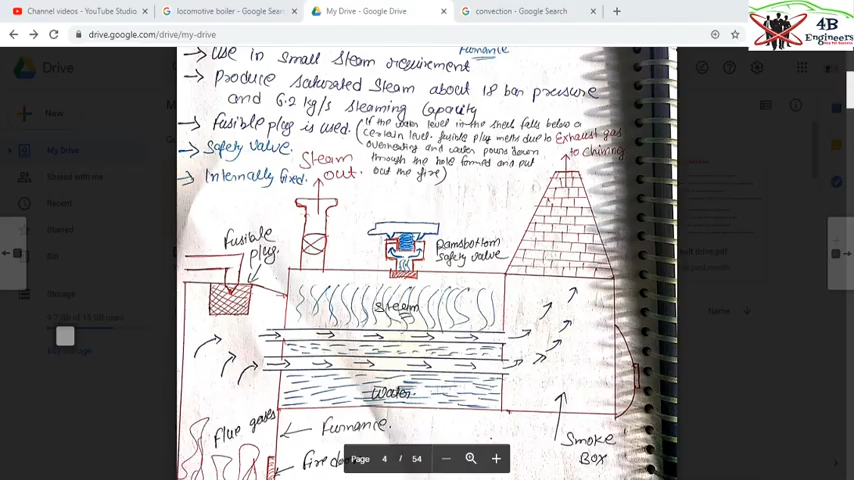 Channel videos - YouTube Studio
locomotive boiler - Google Search
My Drive - Google Drive
convection - Google Search
drive.google.com/drive/my-drive
4B
Engineers
Drive
New
My Drive
Shared with me
Recent
Starred
Bin
Storage
Name
Furnance
→ Use in Small Steam requirement
→ Produce saturated Steam about 18 bar pressure
and 6.2 kg/s steaming Capacity
→ Fusible plug is used. (If the water level in the shell falls below a
certain level. fusible plug melts due to
overheating and water pours down
through the hole formed and put
out the fire)
→ Safety valve.
→ Internally fired.
Exhaust gas
to chimney
Steam
out.
Fusible
plug.
Ramsbottom
Safety valve
Steam
Water
Flue gases
Furnance.
Fire
Smoke
Box
Page 4 / 54